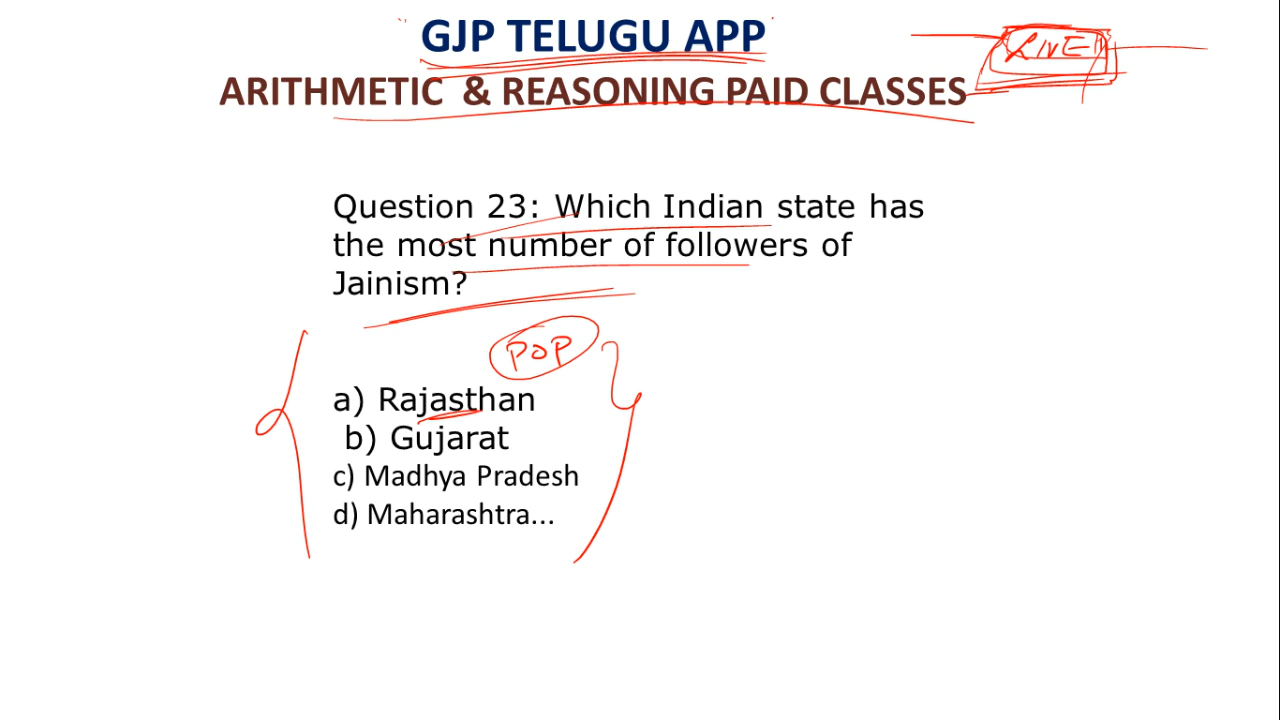 GJP TELUGU APP
LIVE
ARITHMETIC & REASONING PAID CLASSES
Question 23: Which Indian state has
the most number of followers of
Jainism?
POP
a) Rajasthan
b) Gujarat
c) Madhya Pradesh
d) Maharashtra...